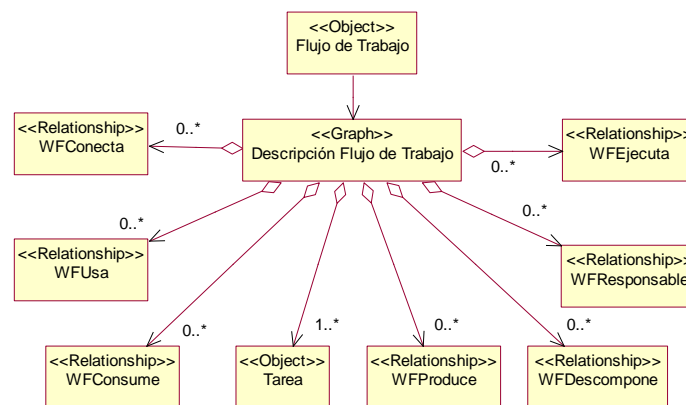 <<Object>>
Flujo de Trabajo
<<Relationship>>
WFConecta
0..*
<<Graph>>
Descripción Flujo de Trabajo
0..*
<<Relationship>>
WFEjecuta
0..*
<<Relationship>>
WFUsa
0..*
<<Relationship>>
WFResponsable
0..*
<<Relationship>>
WFConsume
1..*
<<Object>>
Tarea
0..*
<<Relationship>>
WFProduce
0..*
<<Relationship>>
WFDescompone